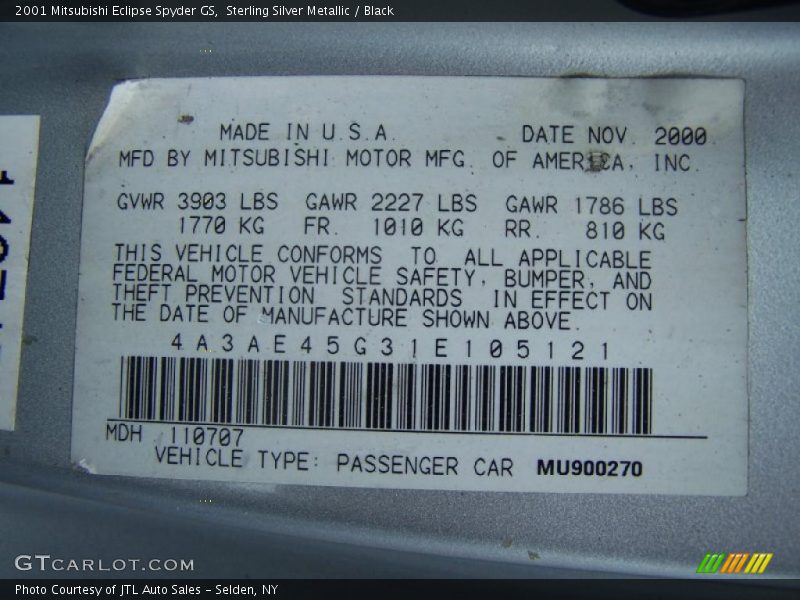 2001 Mitsubishi Eclipse Spyder GS, Sterling Silver Metallic / Black
MADE IN U.S.A. DATE NOV. 2000
MFD BY MITSUBISHI MOTOR MFG. OF AMERICA, INC.
GVWR 3903 LBS GAWR 2227 LBS GAWR 1786 LBS
1770 KG FR. 1010 KG RR. 810 KG
THIS VEHICLE CONFORMS TO ALL APPLICABLE
FEDERAL MOTOR VEHICLE SAFETY, BUMPER, AND
THEFT PREVENTION STANDARDS IN EFFECT ON
THE DATE OF MANUFACTURE SHOWN ABOVE.
4A3AE45G31E105121
MDH 110707
VEHICLE TYPE: PASSENGER CAR MU900270
GTCARLOT.COM
Photo Courtesy of JTL Auto Sales - Selden, NY